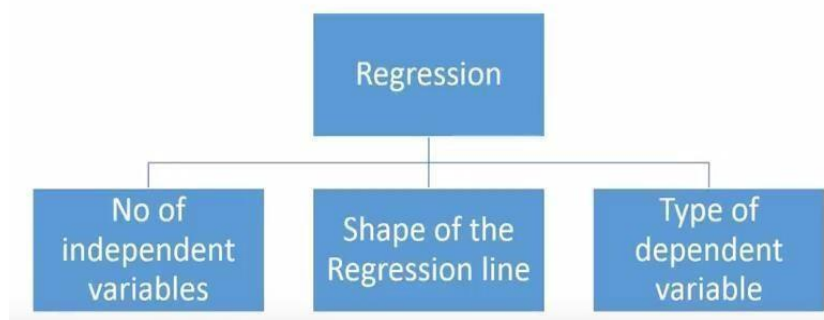 Regression
No of
independent
variables
Shape of the
Regression line
Type of
dependent
variable